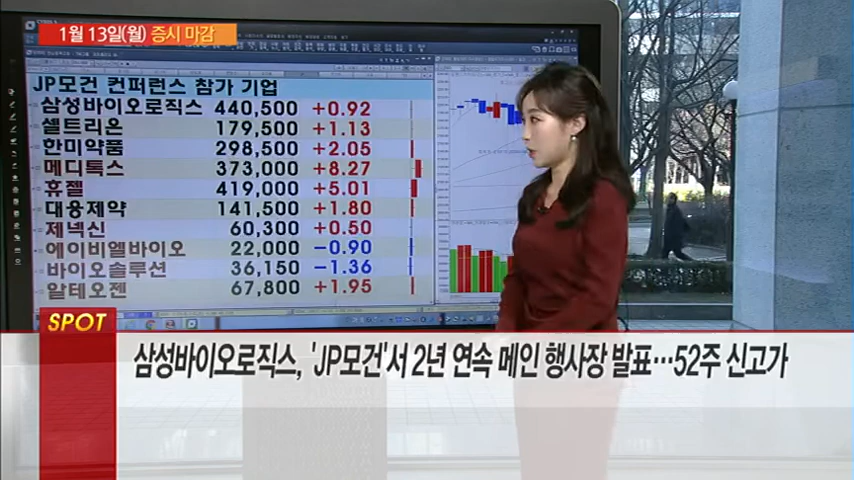 1월 13일(월) 증시 마감
JP모건 컨퍼런스 참가 기업
삼성바이오로직스 440,500 +0.92
셀트리온 179,500 +1.13
한미약품 298,500 +2.05
메디톡스 373,000 +8.27
휴젤 419,000 +5.01
대웅제약 141,500 +1.80
제넥신 60,300 +0.50
에이비엘바이오 22,000 -0.90
바이오솔루션 36,150 -1.36
알테오젠 67,800 +1.95
SPOT
삼성바이오로직스, 'JP모건'서 2년 연속 메인 행사장 발표…52주 신고가